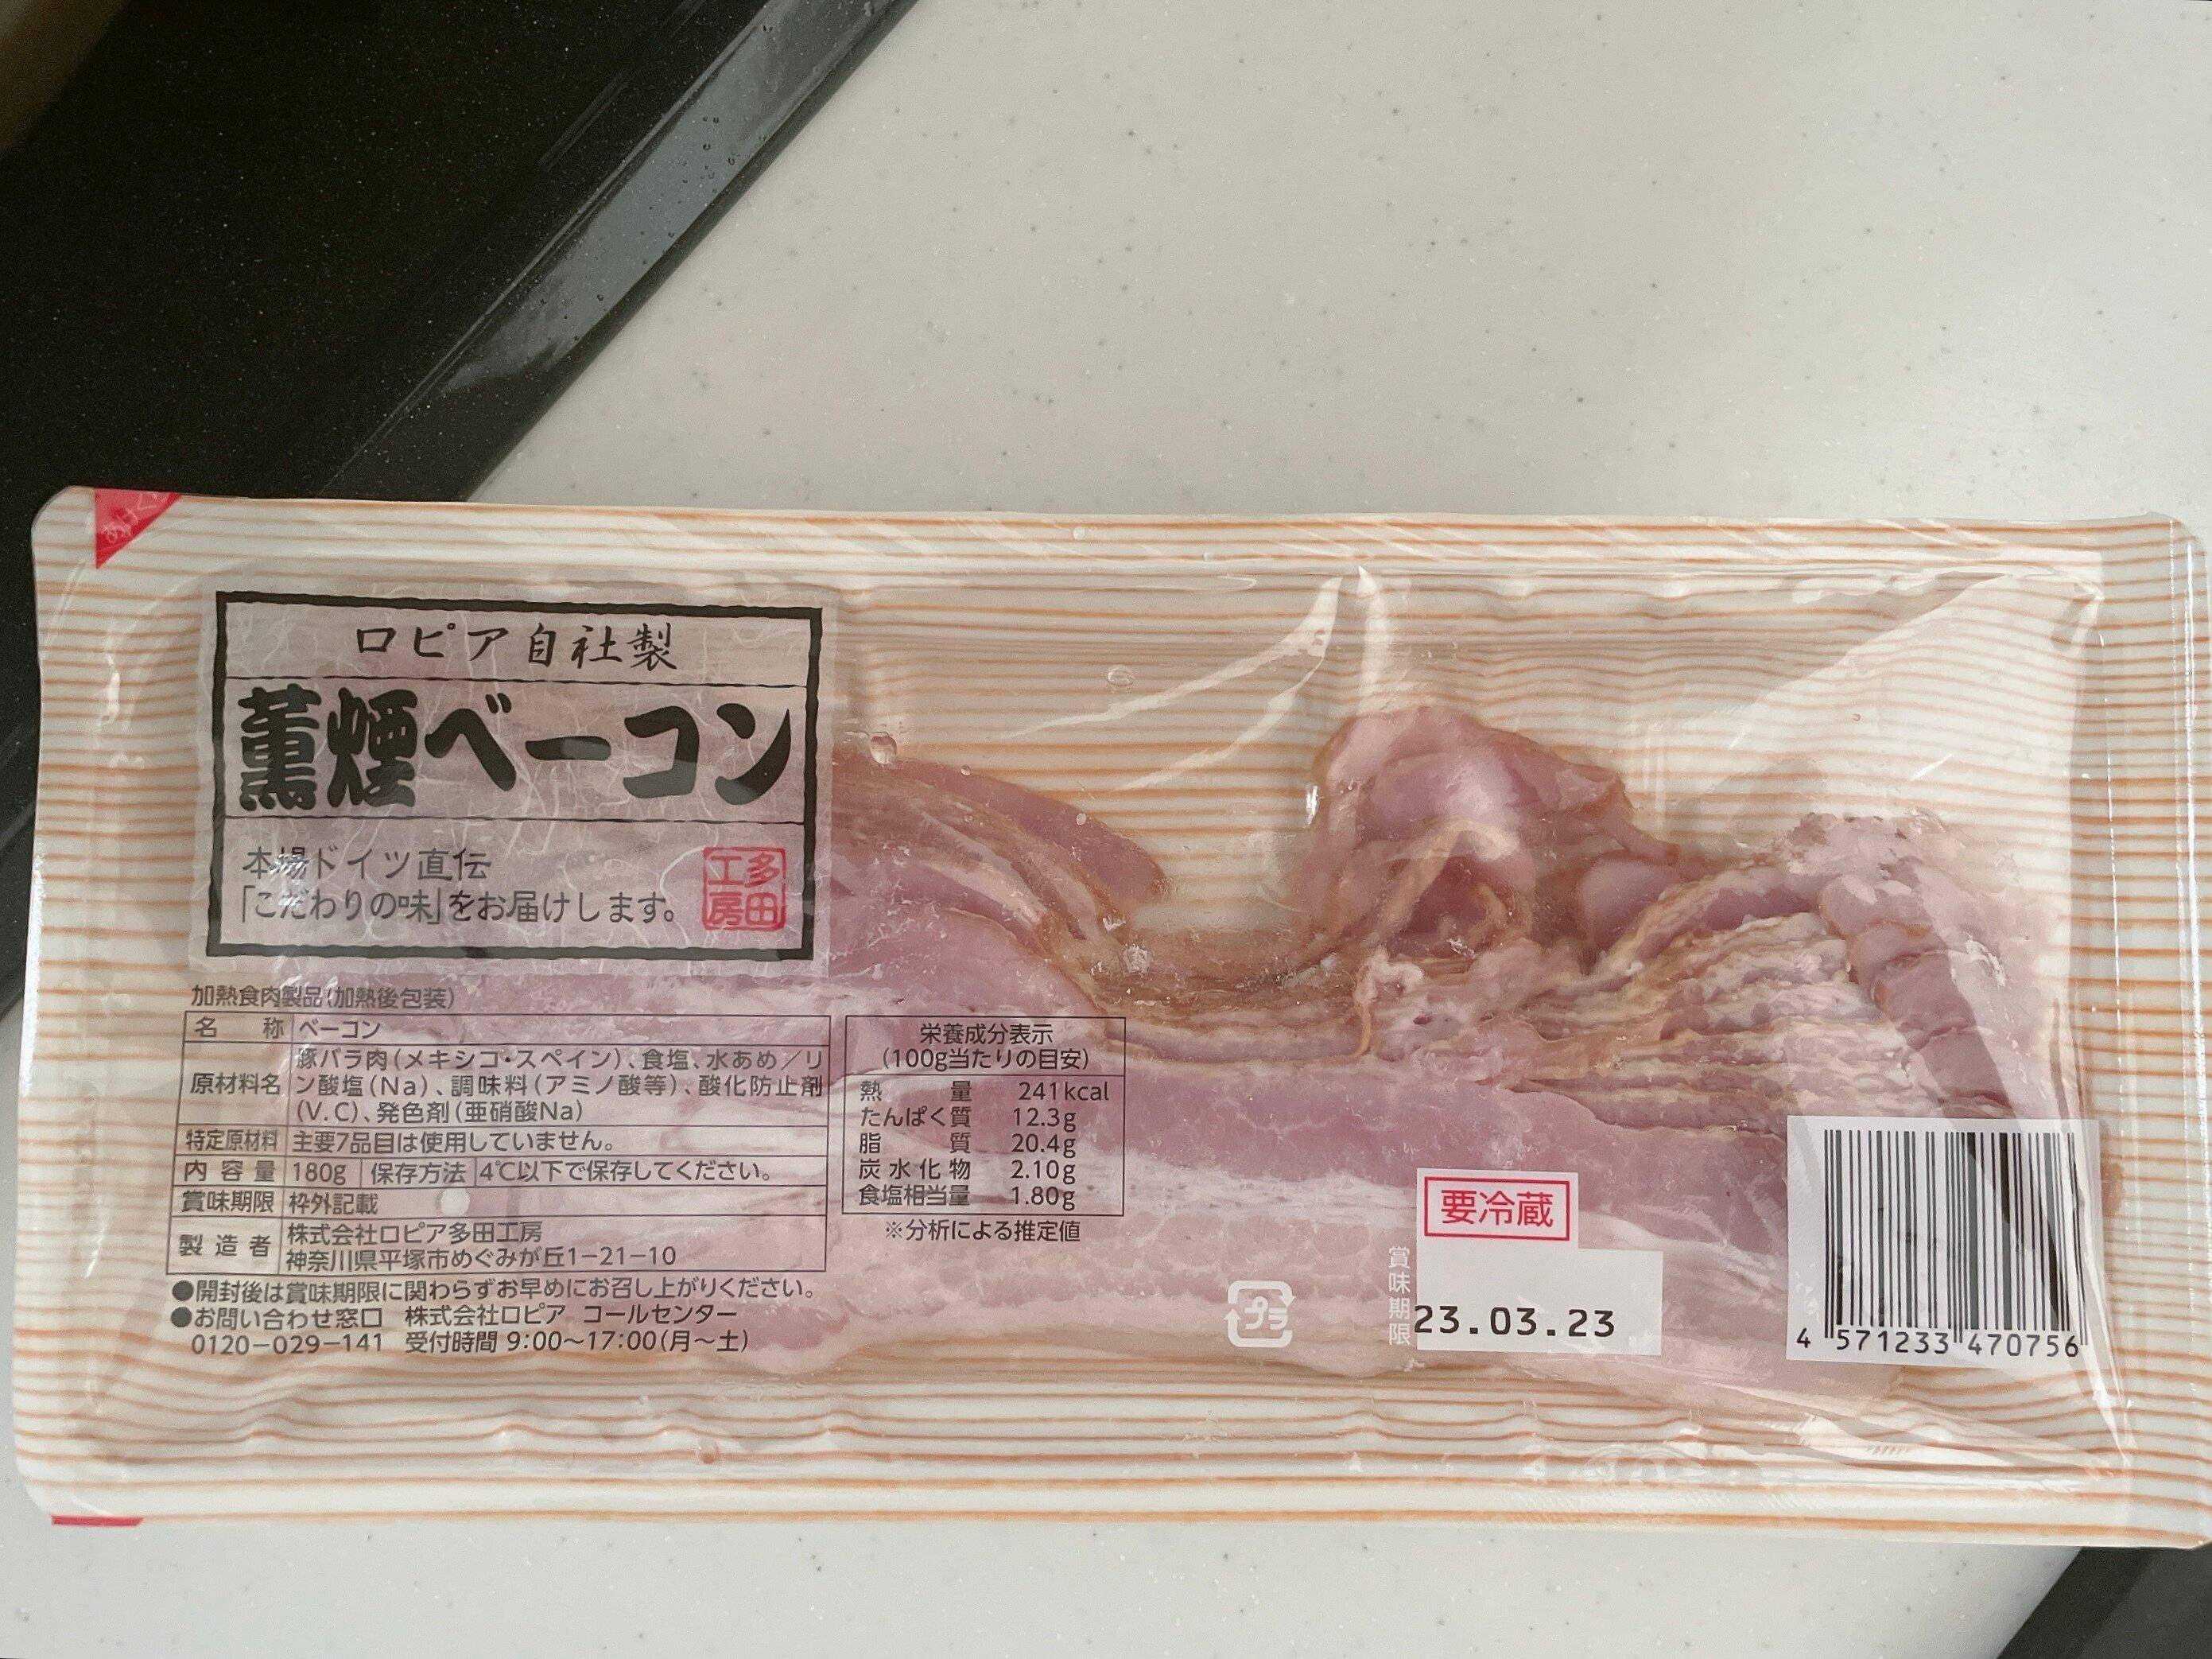 あけくち
ロピア自社製
薫煙ベーコン
本場ドイツ直伝
「こだわりの味」をお届けします。
多田
工房
加熱食肉製品(加熱後包装)
名称 ベーコン
原材料名 豚バラ肉(メキシコ・スペイン)、食塩、水あめ/リ
ン酸塩(Na)、調味料(アミノ酸等)、酸化防止剤
(V.C)、発色剤(亜硝酸Na)
特定原材料 主要7品目は使用していません。
内容量 180g 保存方法 4℃以下で保存してください。
賞味期限 枠外記載
製造者 株式会社ロピア多田工房
神奈川県平塚市めぐみが丘1-21-10
●開封後は賞味期限に関わらずお早めにお召し上がりください。
●お問い合わせ窓口 株式会社ロピア コールセンター
0120-029-141 受付時間 9:00~17:00(月~土)
栄養成分表示
(100g当たりの目安)
熱量 241kcal
たんぱく質 12.3g
脂質 20.4g
炭水化物 2.10g
食塩相当量 1.80g
※分析による推定値
プラ
要冷蔵
賞味期限 23.03.23
4 571233 470756